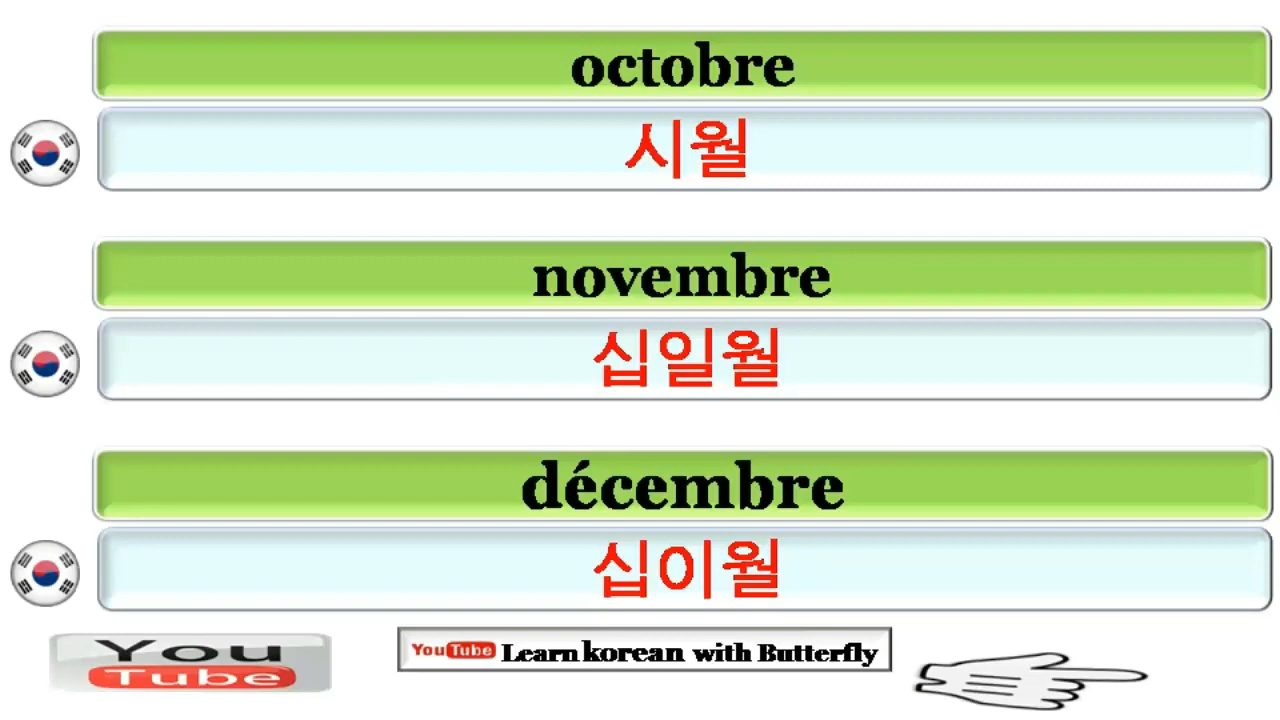 octobre
시월
novembre
십일월
décembre
십이월
You
Tube
YouTube Learn korean with Butterfly